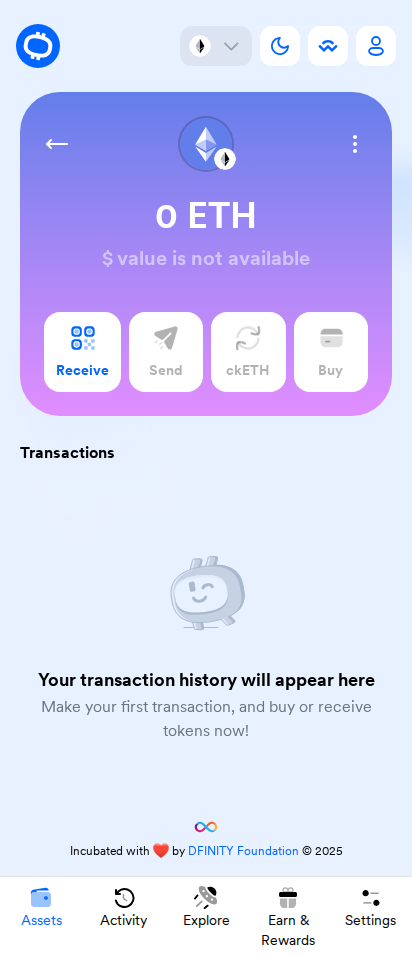 0 ETH
$ value is not available
Receive
Send
ckETH
Buy
Transactions
Your transaction history will appear here
Make your first transaction, and buy or receive
tokens now!
Incubated with ❤️ by DFINITY Foundation © 2025
Assets
Activity
Explore
Earn &
Rewards
Settings